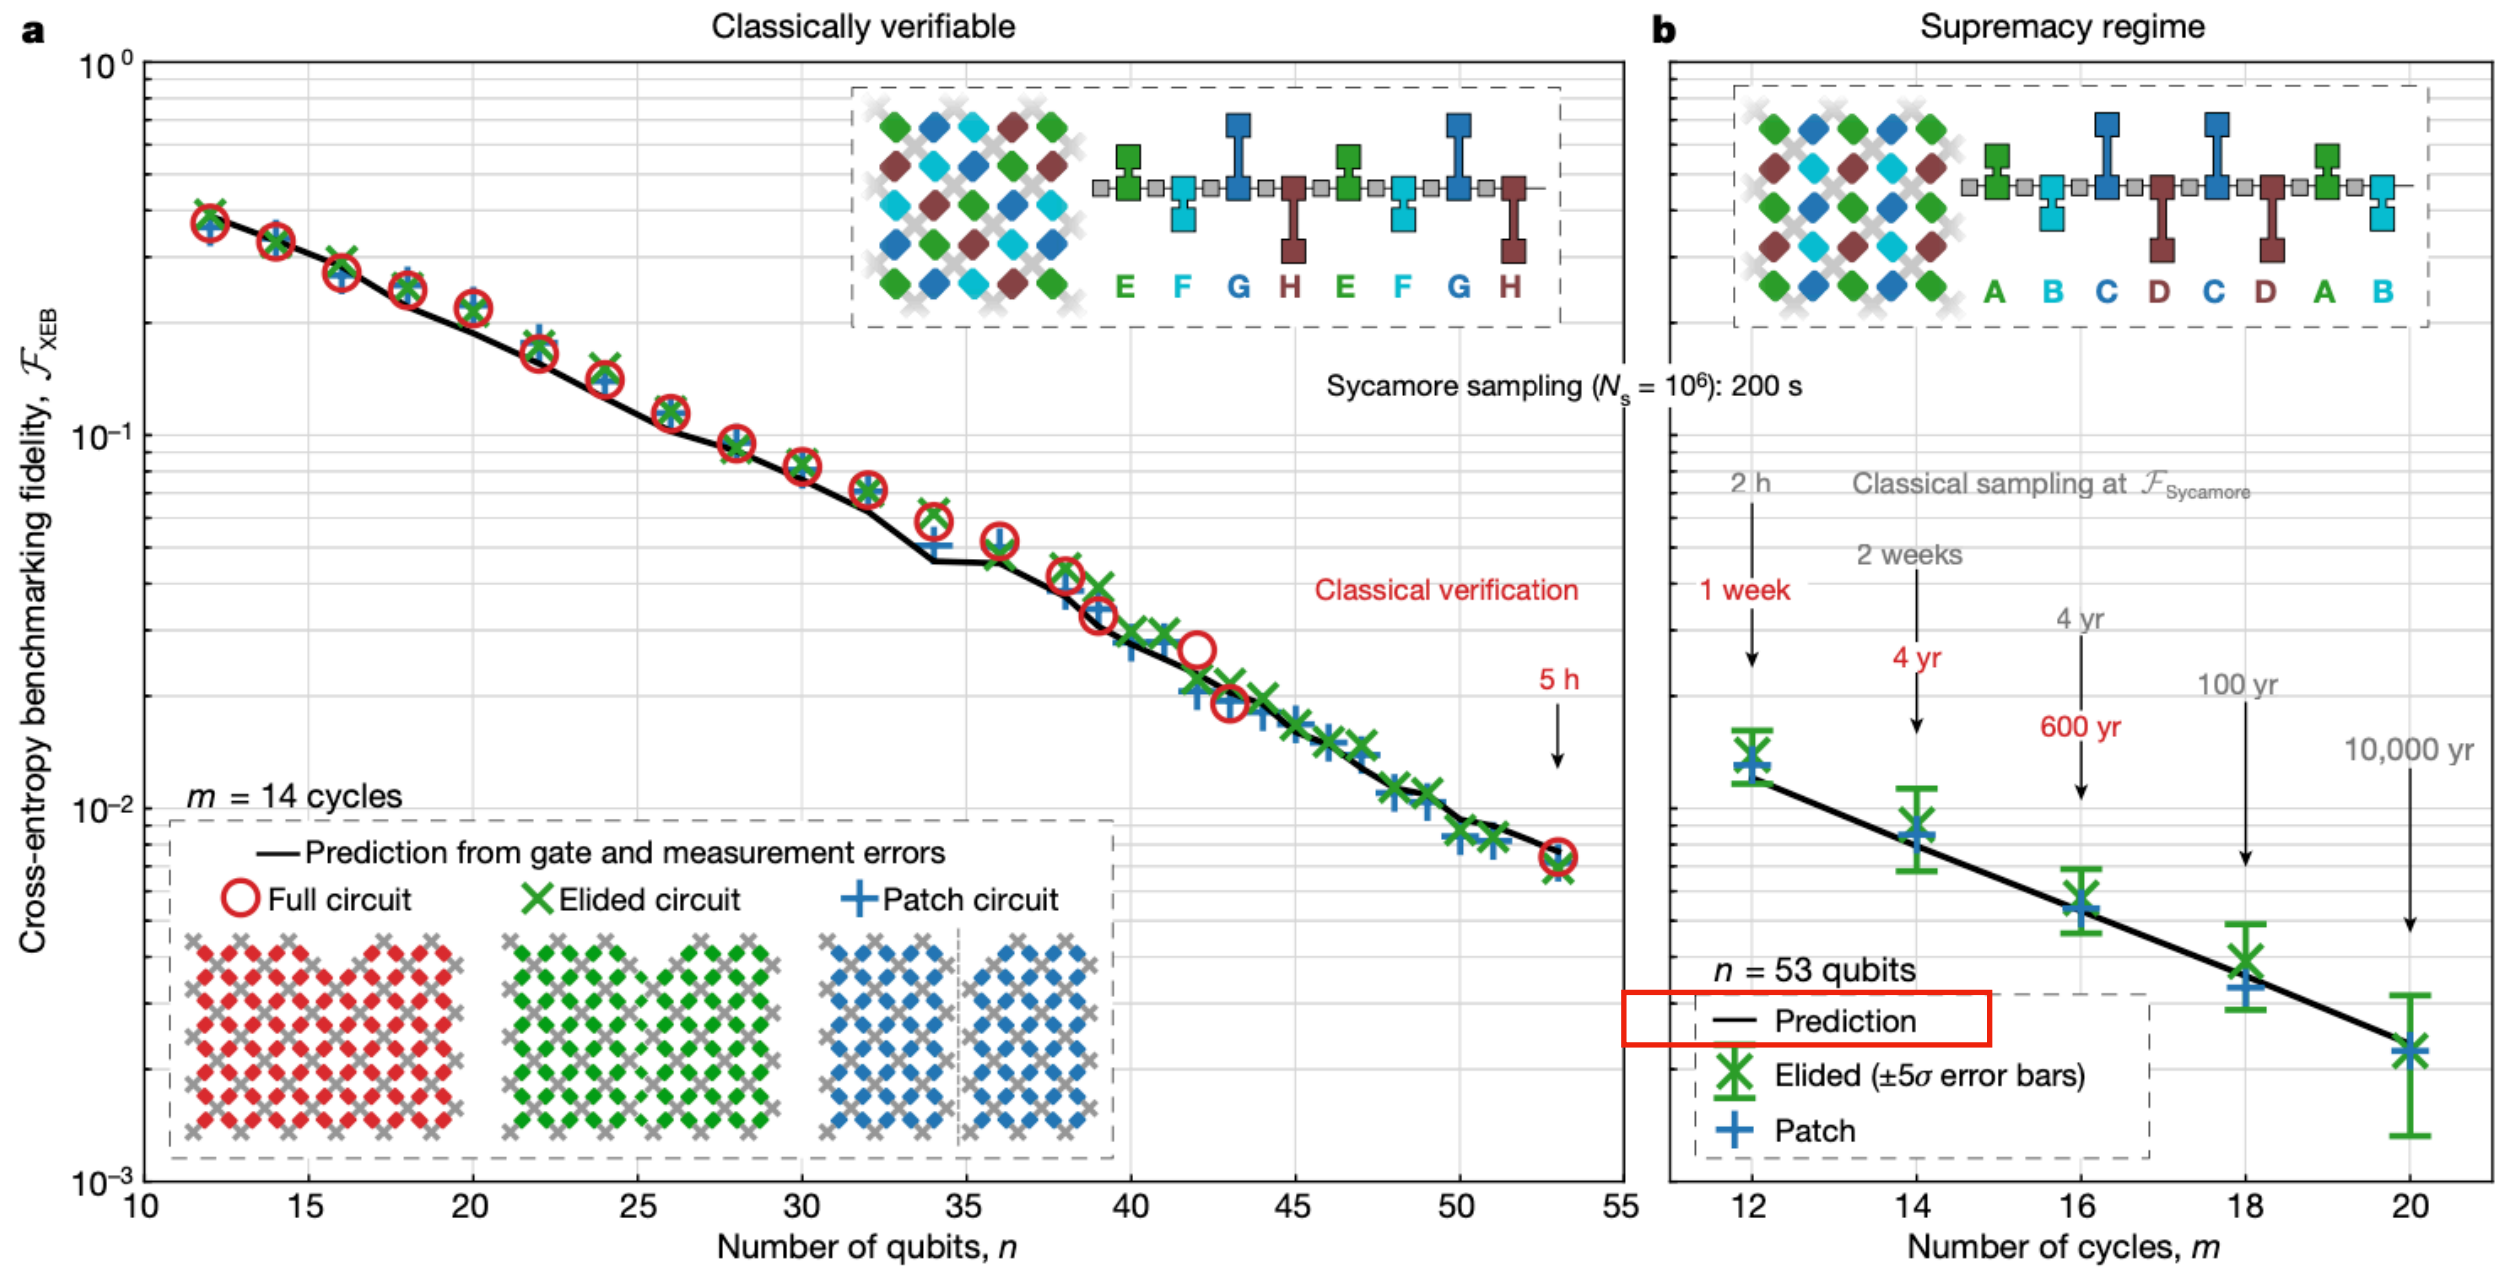 a
Classically verifiable
10⁰
10⁻¹
10⁻²
10⁻³
Cross-entropy benchmarking fidelity, ℱ_XEB
E F G H E F G H
Sycamore sampling (Nₛ = 10⁶): 200 s
Classical verification
5 h
m = 14 cycles
Prediction from gate and measurement errors
Full circuit Elided circuit Patch circuit
10 15 20 25 30 35 40 45 50 55
Number of qubits, n
b
Supremacy regime
A B C D C D A B
2 h Classical sampling at ℱ_Sycamore
2 weeks
1 week
4 yr
4 yr
100 yr
600 yr
10,000 yr
n = 53 qubits
Prediction
Elided (±5σ error bars)
Patch
12 14 16 18 20
Number of cycles, m